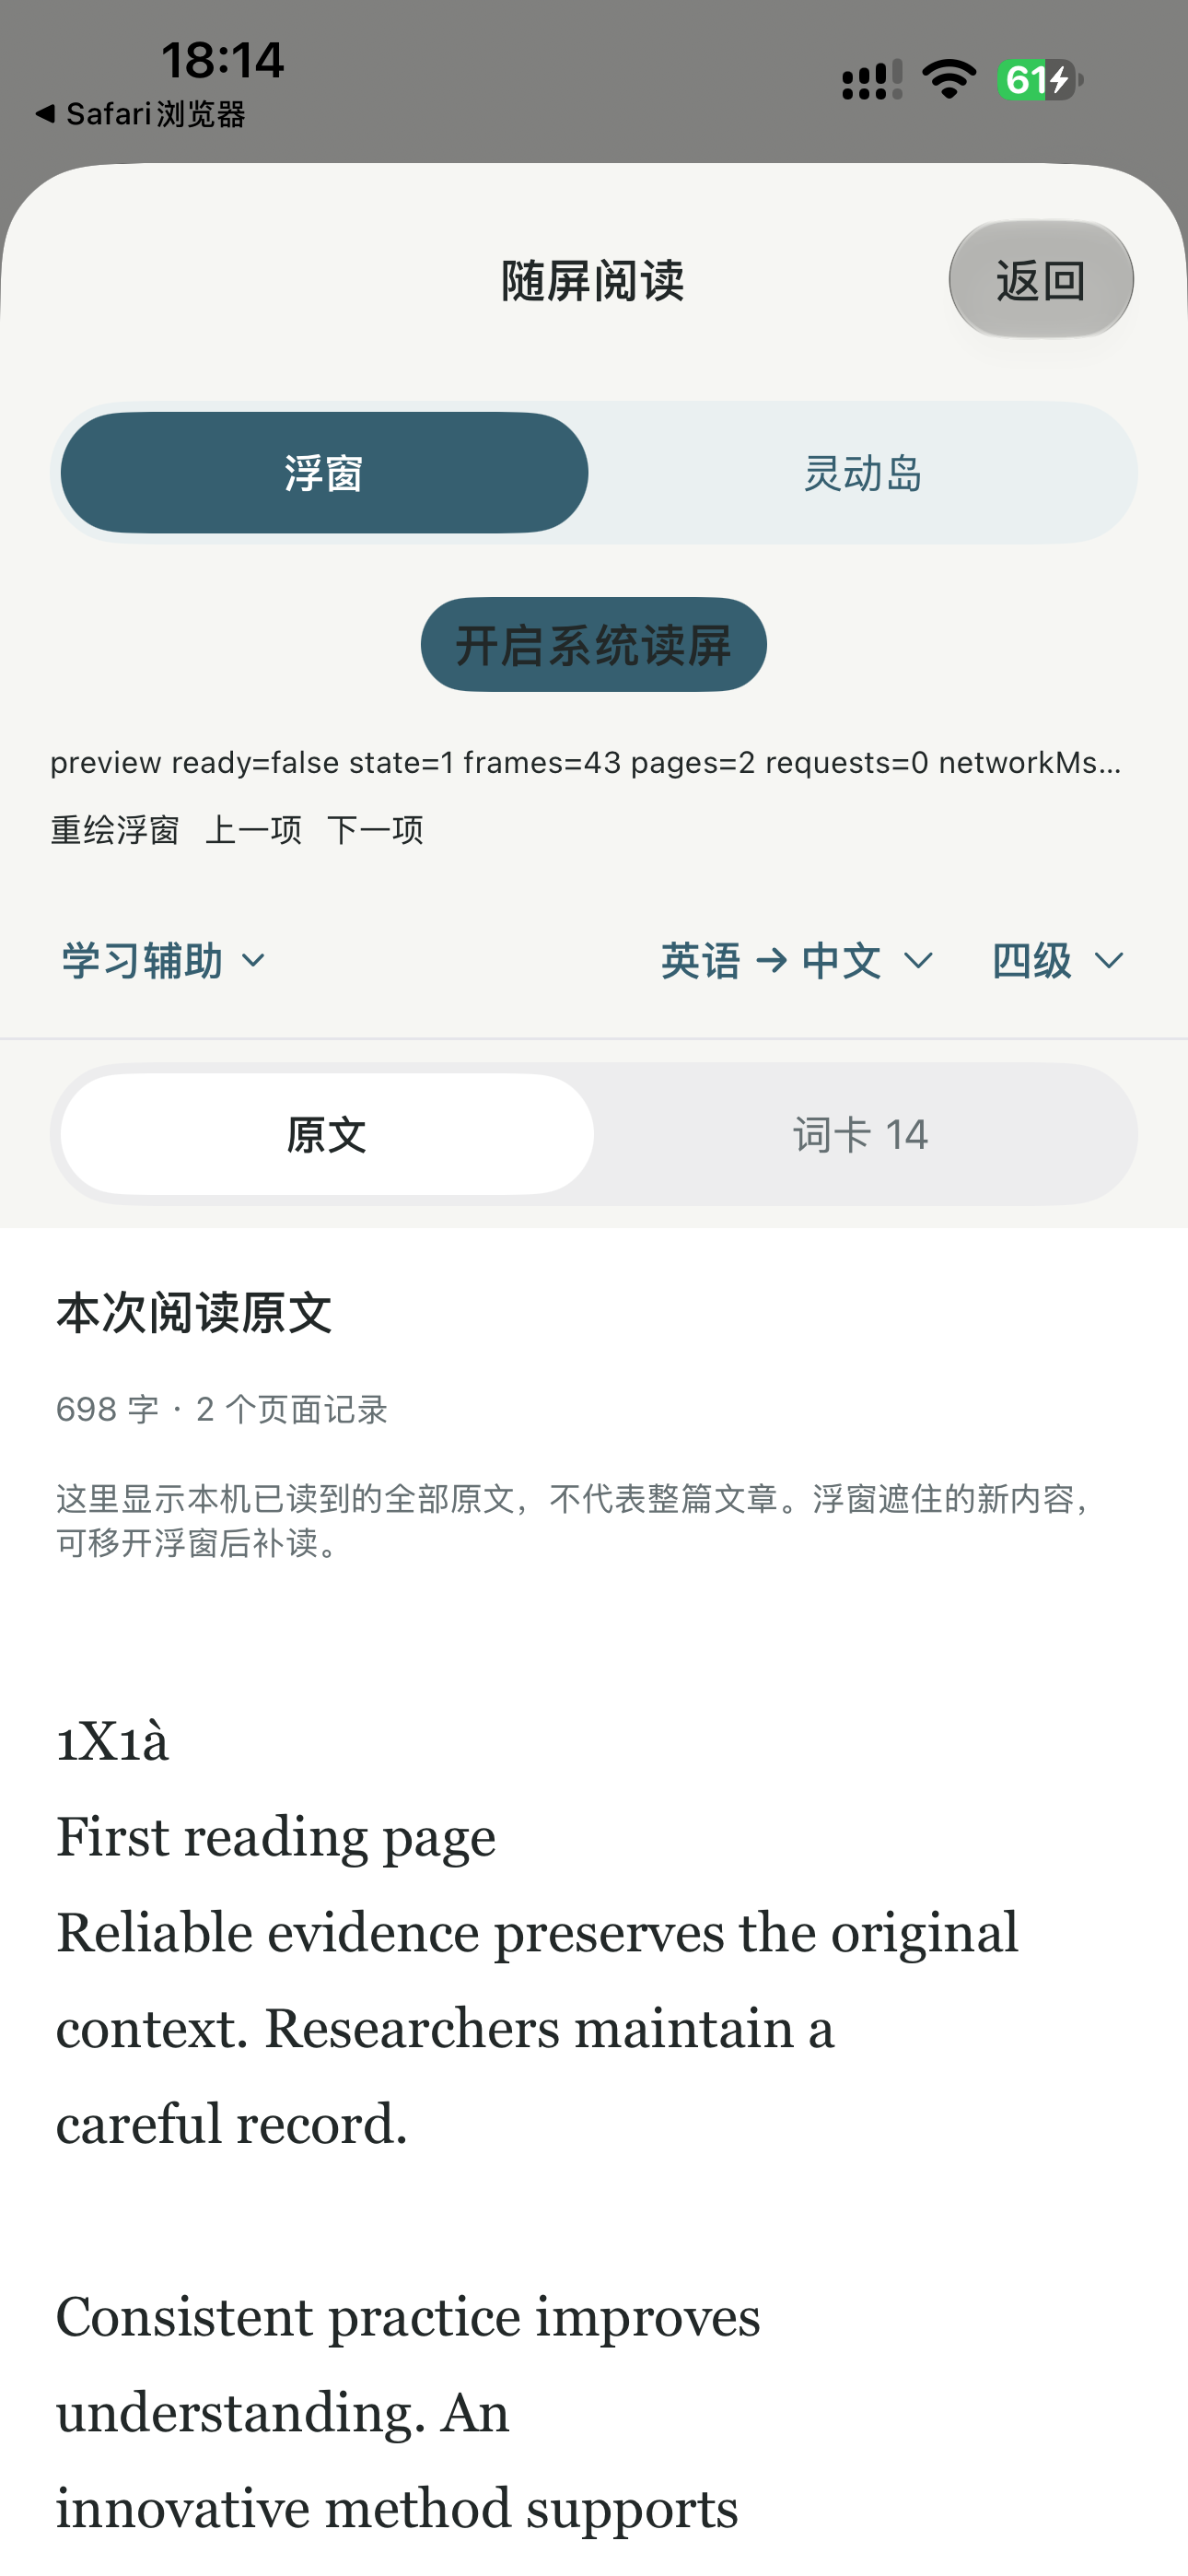 18:14
61
◀ Safari浏览器
随屏阅读
返回
浮窗
灵动岛
开启系统读屏
preview ready=false state=1 frames=43 pages=2 requests=0 networkMs...
重绘浮窗 上一项 下一项
学习辅助
英语 → 中文
四级
原文
词卡 14
本次阅读原文
698 字 · 2 个页面记录
这里显示本机已读到的全部原文，不代表整篇文章。浮窗遮住的新内容，
可移开浮窗后补读。
1X1à
First reading page
Reliable evidence preserves the original
context. Researchers maintain a
careful record.
Consistent practice improves
understanding. An
innovative method supports